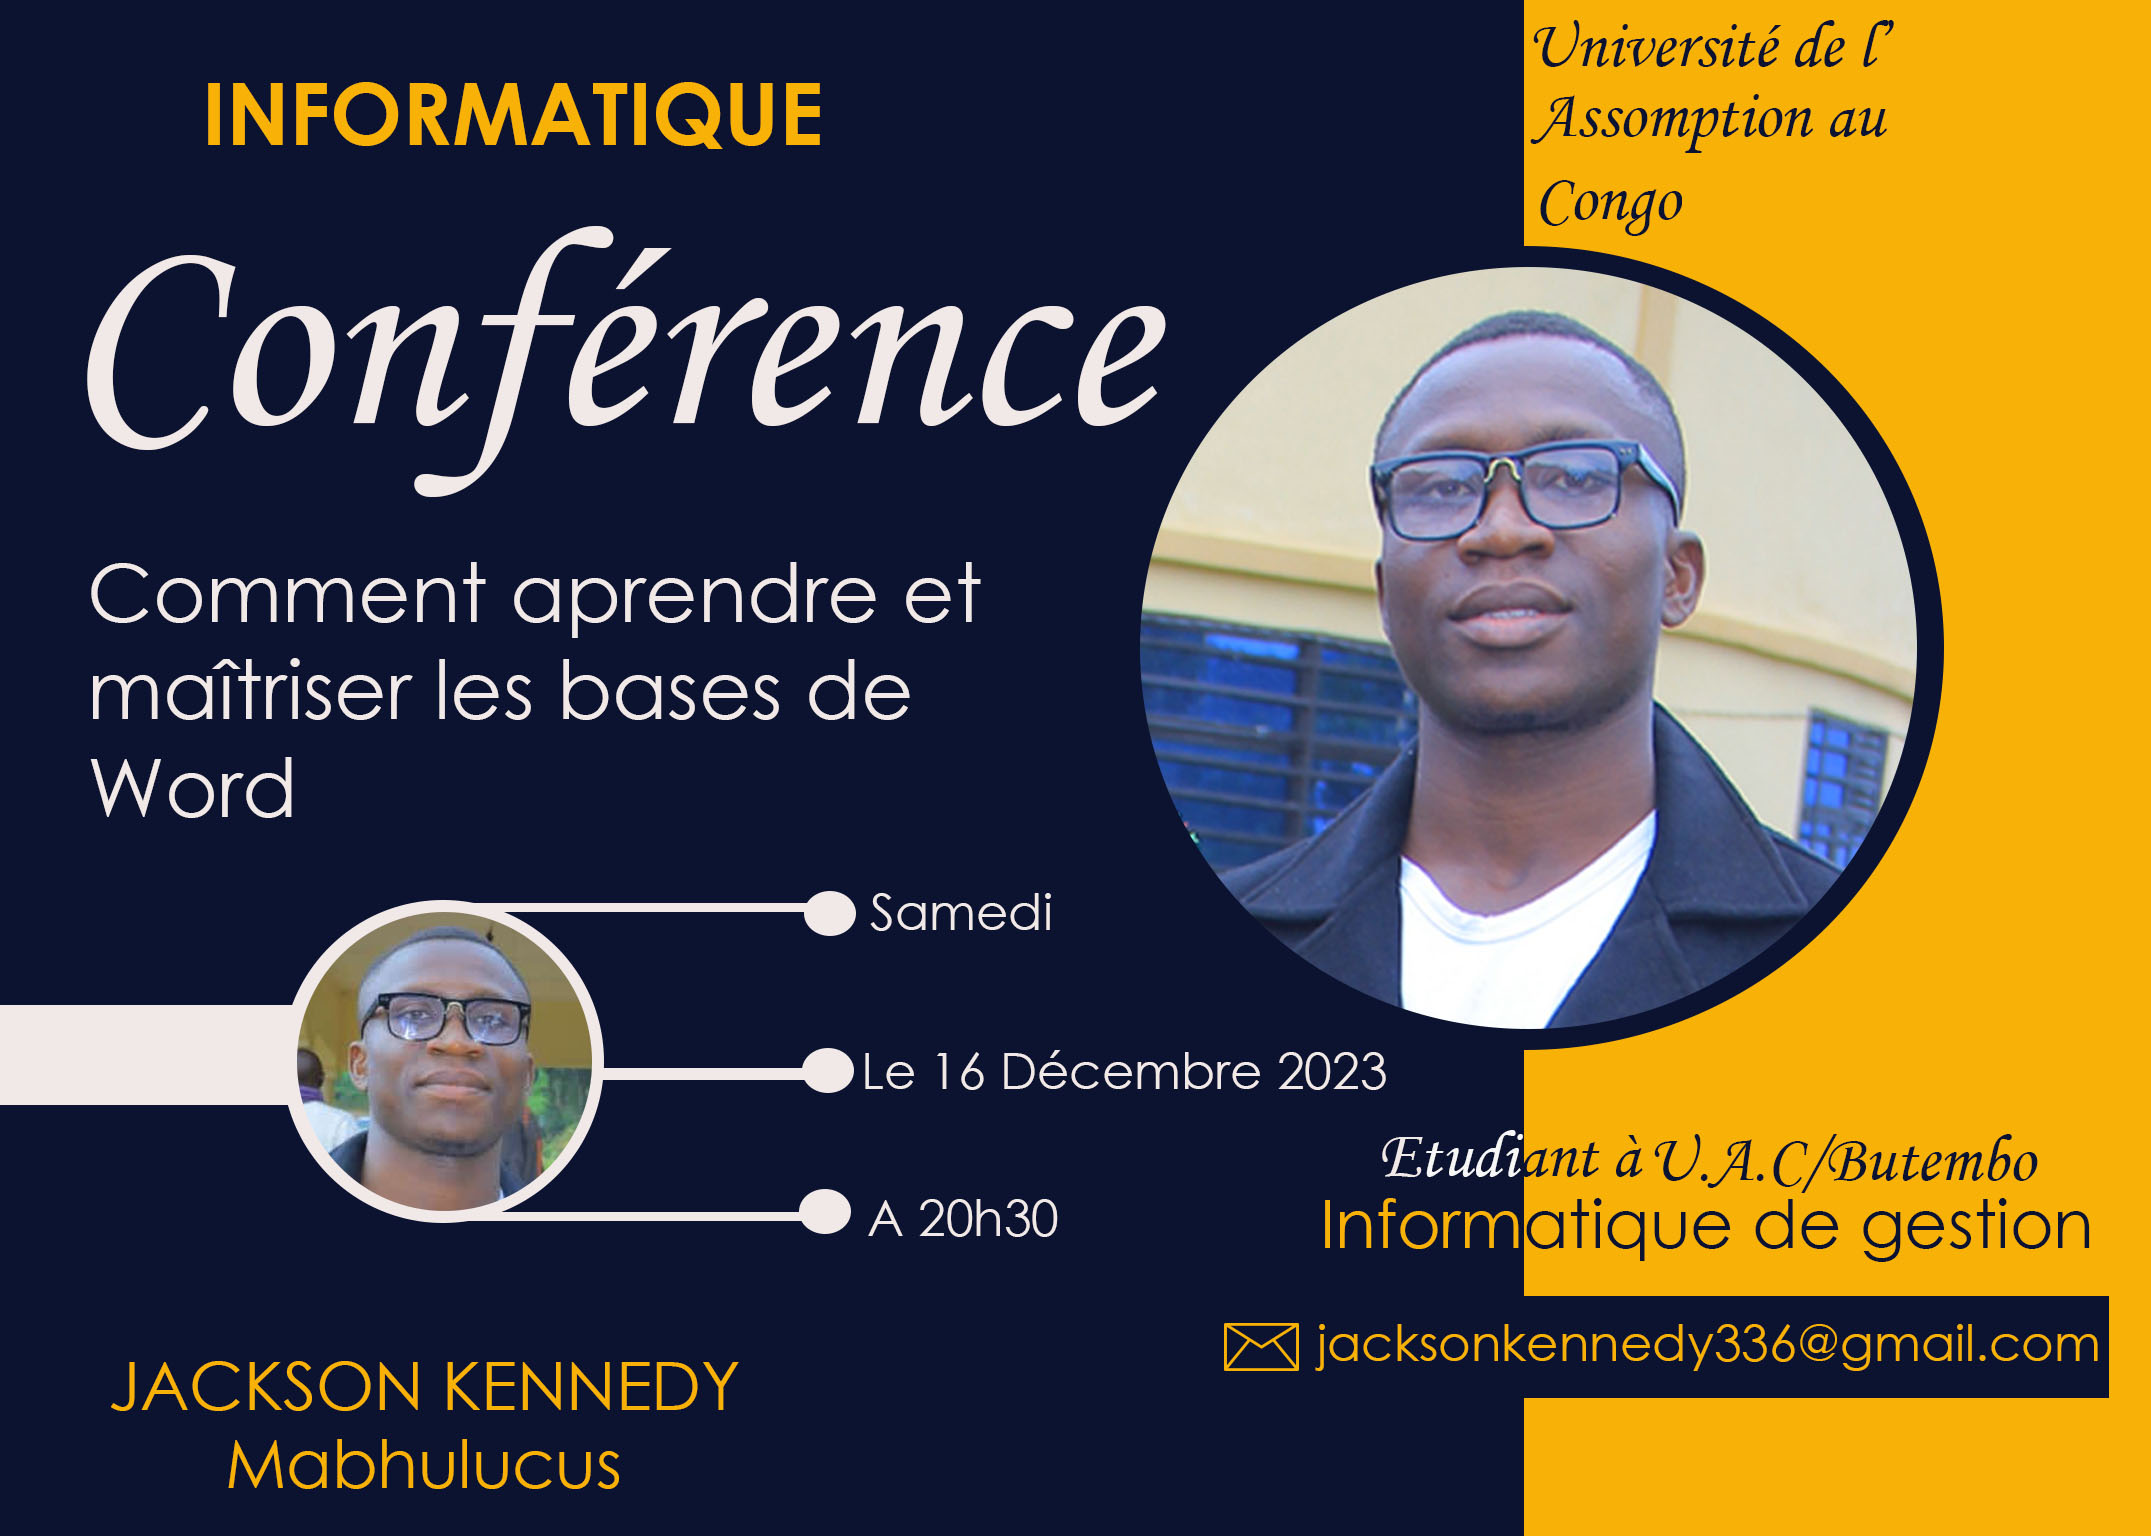 INFORMATIQUE
Conférence
Comment aprendre et
maîtriser les bases de
Word
Samedi
Le 16 Décembre 2023
A 20h30
JACKSON KENNEDY
Mabhulucus
Université de l'
Assomption au
Congo
Etudiant à U.A.C/Butembo
Informatique de gestion
jacksonkennedy336@gmail.com